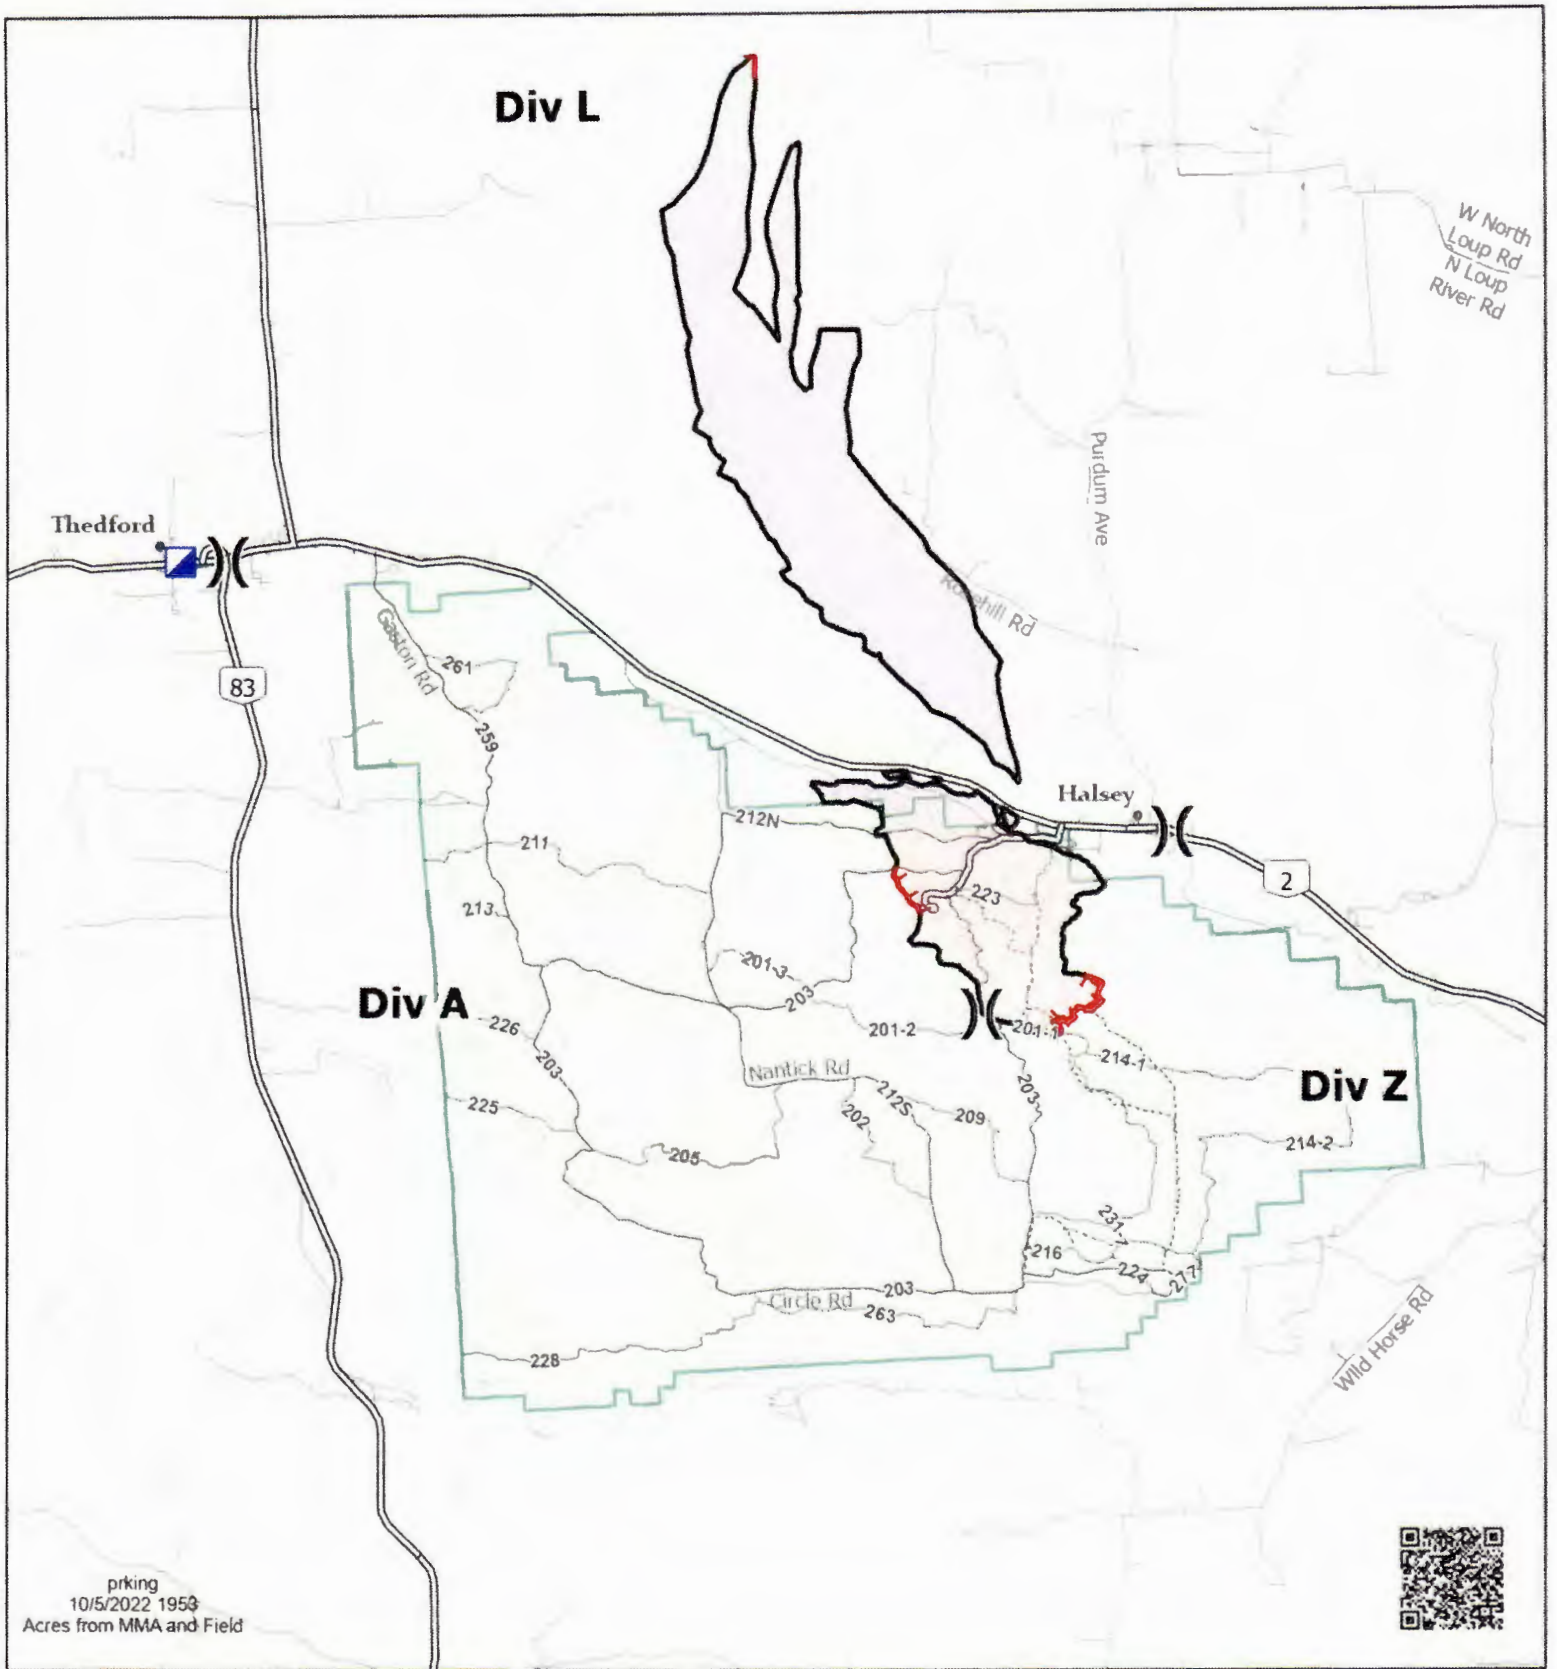 Div L
W North
Loup Rd
N Loup
River Rd
Purdum Ave
Thedford
Rosehill Rd
Gaston Rd
261
83
259
Halsey
212N
211
2
223
213
201-3
203
Div A
226
201-2
201-1
214-1
203
Nantick Rd
Div Z
225
212S
202
209
203
214-2
205
231-1
216
224
277
203
Circle Rd
263
228
Wild Horse Rd
prking
10/5/2022 1953
Acres from MMA and Field